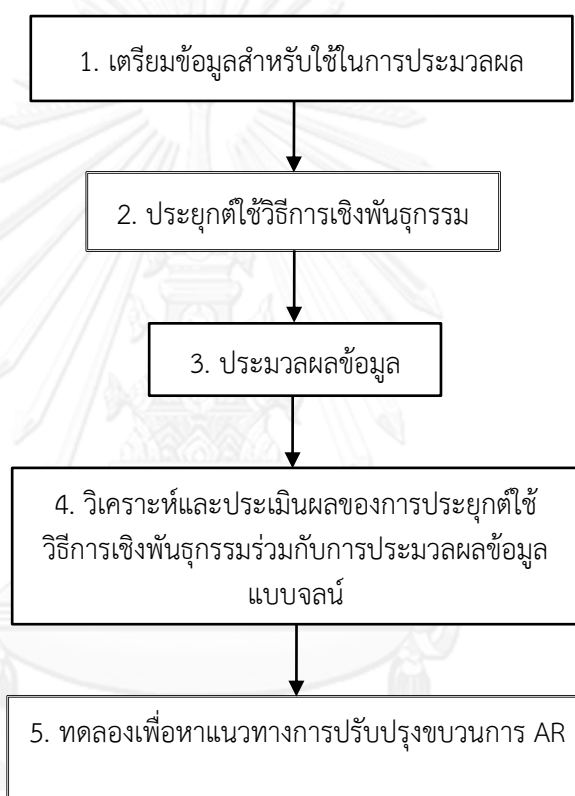 1. เตรียมข้อมูลสำหรับใช้ในการประมวลผล
2. ประยุกต์ใช้วิธีการเชิงพันธุกรรม
3. ประมวลผลข้อมูล
4. วิเคราะห์และประเมินผลของการประยุกต์ใช้
วิธีการเชิงพันธุกรรมร่วมกับการประมวลผลข้อมูล
แบบจลน์
5. ทดลองเพื่อหาแนวทางการปรับปรุงขบวนการ AR